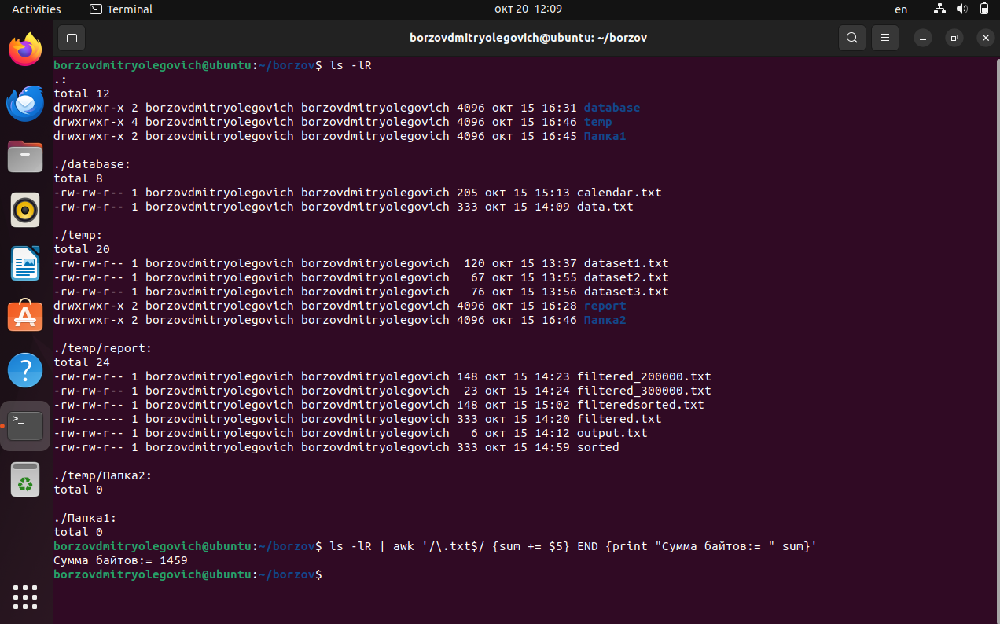 Activities Terminal окт 20 12:09 en
borzovdmitryolegovich@ubuntu: ~/borzov
borzovdmitryolegovich@ubuntu:~/borzov$ ls -lR
.:
total 12
drwxrwxr-x 2 borzovdmitryolegovich borzovdmitryolegovich 4096 окт 15 16:31 database
drwxrwxr-x 4 borzovdmitryolegovich borzovdmitryolegovich 4096 окт 15 16:46 temp
drwxrwxr-x 2 borzovdmitryolegovich borzovdmitryolegovich 4096 окт 15 16:45 Папка1

./database:
total 8
-rw-rw-r-- 1 borzovdmitryolegovich borzovdmitryolegovich 205 окт 15 15:13 calendar.txt
-rw-rw-r-- 1 borzovdmitryolegovich borzovdmitryolegovich 333 окт 15 14:09 data.txt

./temp:
total 20
-rw-rw-r-- 1 borzovdmitryolegovich borzovdmitryolegovich  120 окт 15 13:37 dataset1.txt
-rw-rw-r-- 1 borzovdmitryolegovich borzovdmitryolegovich   67 окт 15 13:55 dataset2.txt
-rw-rw-r-- 1 borzovdmitryolegovich borzovdmitryolegovich   76 окт 15 13:56 dataset3.txt
drwxrwxr-x 2 borzovdmitryolegovich borzovdmitryolegovich 4096 окт 15 16:28 report
drwxrwxr-x 2 borzovdmitryolegovich borzovdmitryolegovich 4096 окт 15 16:46 Папка2

./temp/report:
total 24
-rw-rw-r-- 1 borzovdmitryolegovich borzovdmitryolegovich 148 окт 15 14:23 filtered_200000.txt
-rw-rw-r-- 1 borzovdmitryolegovich borzovdmitryolegovich  23 окт 15 14:24 filtered_300000.txt
-rw-rw-r-- 1 borzovdmitryolegovich borzovdmitryolegovich 148 окт 15 15:02 filteredsorted.txt
-rw------- 1 borzovdmitryolegovich borzovdmitryolegovich 333 окт 15 14:20 filtered.txt
-rw-rw-r-- 1 borzovdmitryolegovich borzovdmitryolegovich   6 окт 15 14:12 output.txt
-rw-rw-r-- 1 borzovdmitryolegovich borzovdmitryolegovich 333 окт 15 14:59 sorted

./temp/Папка2:
total 0

./Папка1:
total 0
borzovdmitryolegovich@ubuntu:~/borzov$ ls -lR | awk '/\.txt$/ {sum += $5} END {print "Сумма байтов:= " sum}'
Сумма байтов:= 1459
borzovdmitryolegovich@ubuntu:~/borzov$